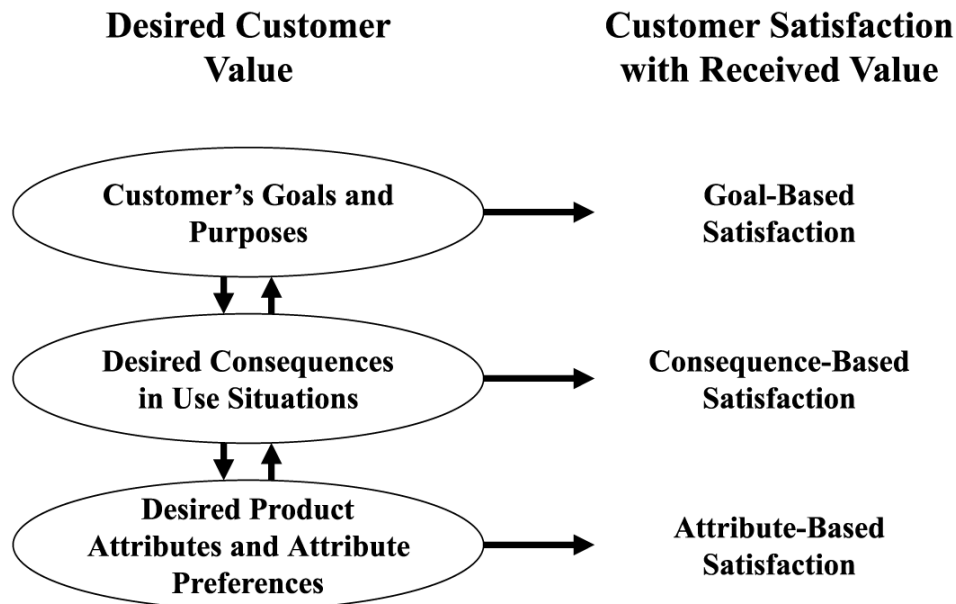 Desired Customer
Value
Customer Satisfaction
with Received Value
Customer’s Goals and
Purposes
Goal-Based
Satisfaction
Desired Consequences
in Use Situations
Consequence-Based
Satisfaction
Desired Product
Attributes and Attribute
Preferences
Attribute-Based
Satisfaction